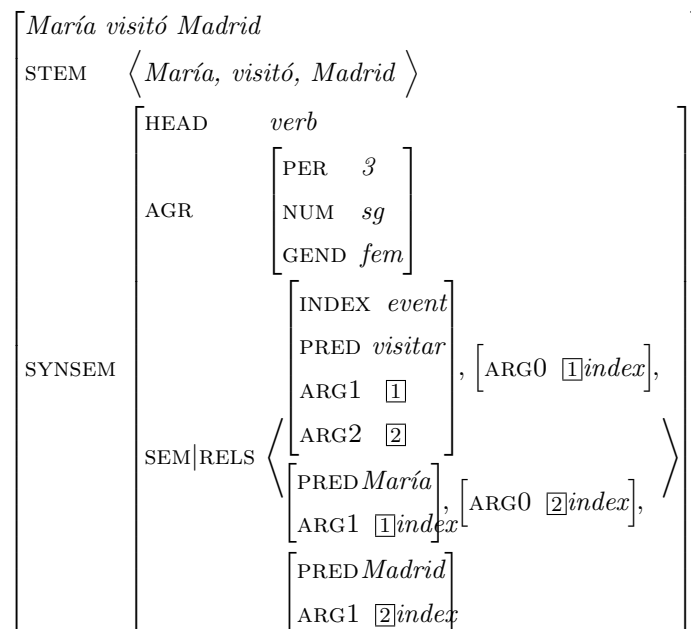 María visitó Madrid
STEM ⟨María, visitó, Madrid⟩
HEAD verb
PER 3
AGR NUM sg
GEND fem
INDEX event
PRED visitar
SYNSEM , [ARG0 1 index],
ARG1 1
ARG2 2
SEM|RELS
PRED María
, [ARG0 2 index],
ARG1 1 index
PRED Madrid
ARG1 2 index